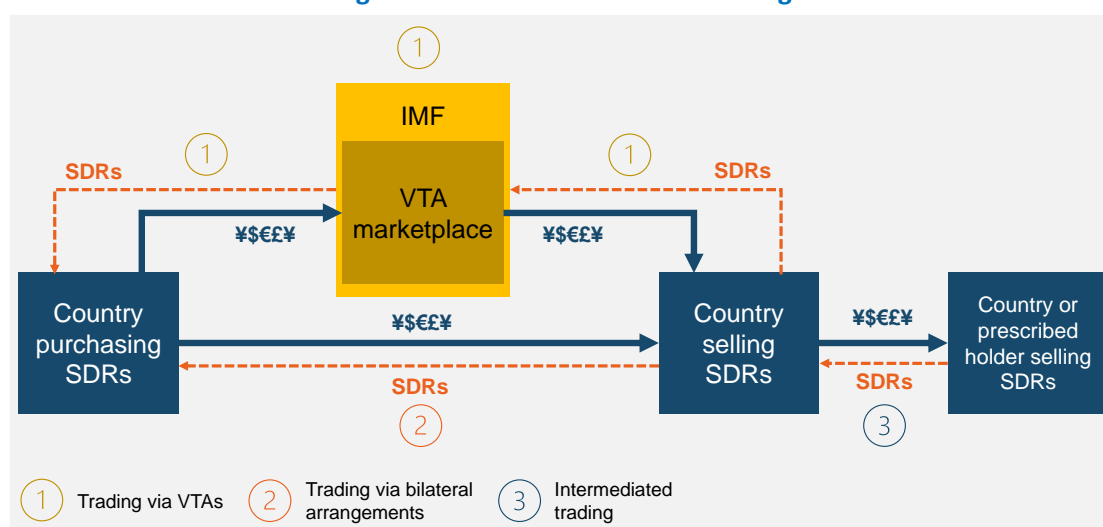 1
IMF
1
1
SDRs
SDRs
VTA
marketplace
¥$€£¥
¥$€£¥
Country
purchasing
SDRs
¥$€£¥
Country
selling
SDRs
¥$€£¥
Country or
prescribed
holder selling
SDRs
SDRs
SDRs
2
3
1
Trading via VTAs
2
Trading via bilateral
arrangements
3
Intermediated
trading